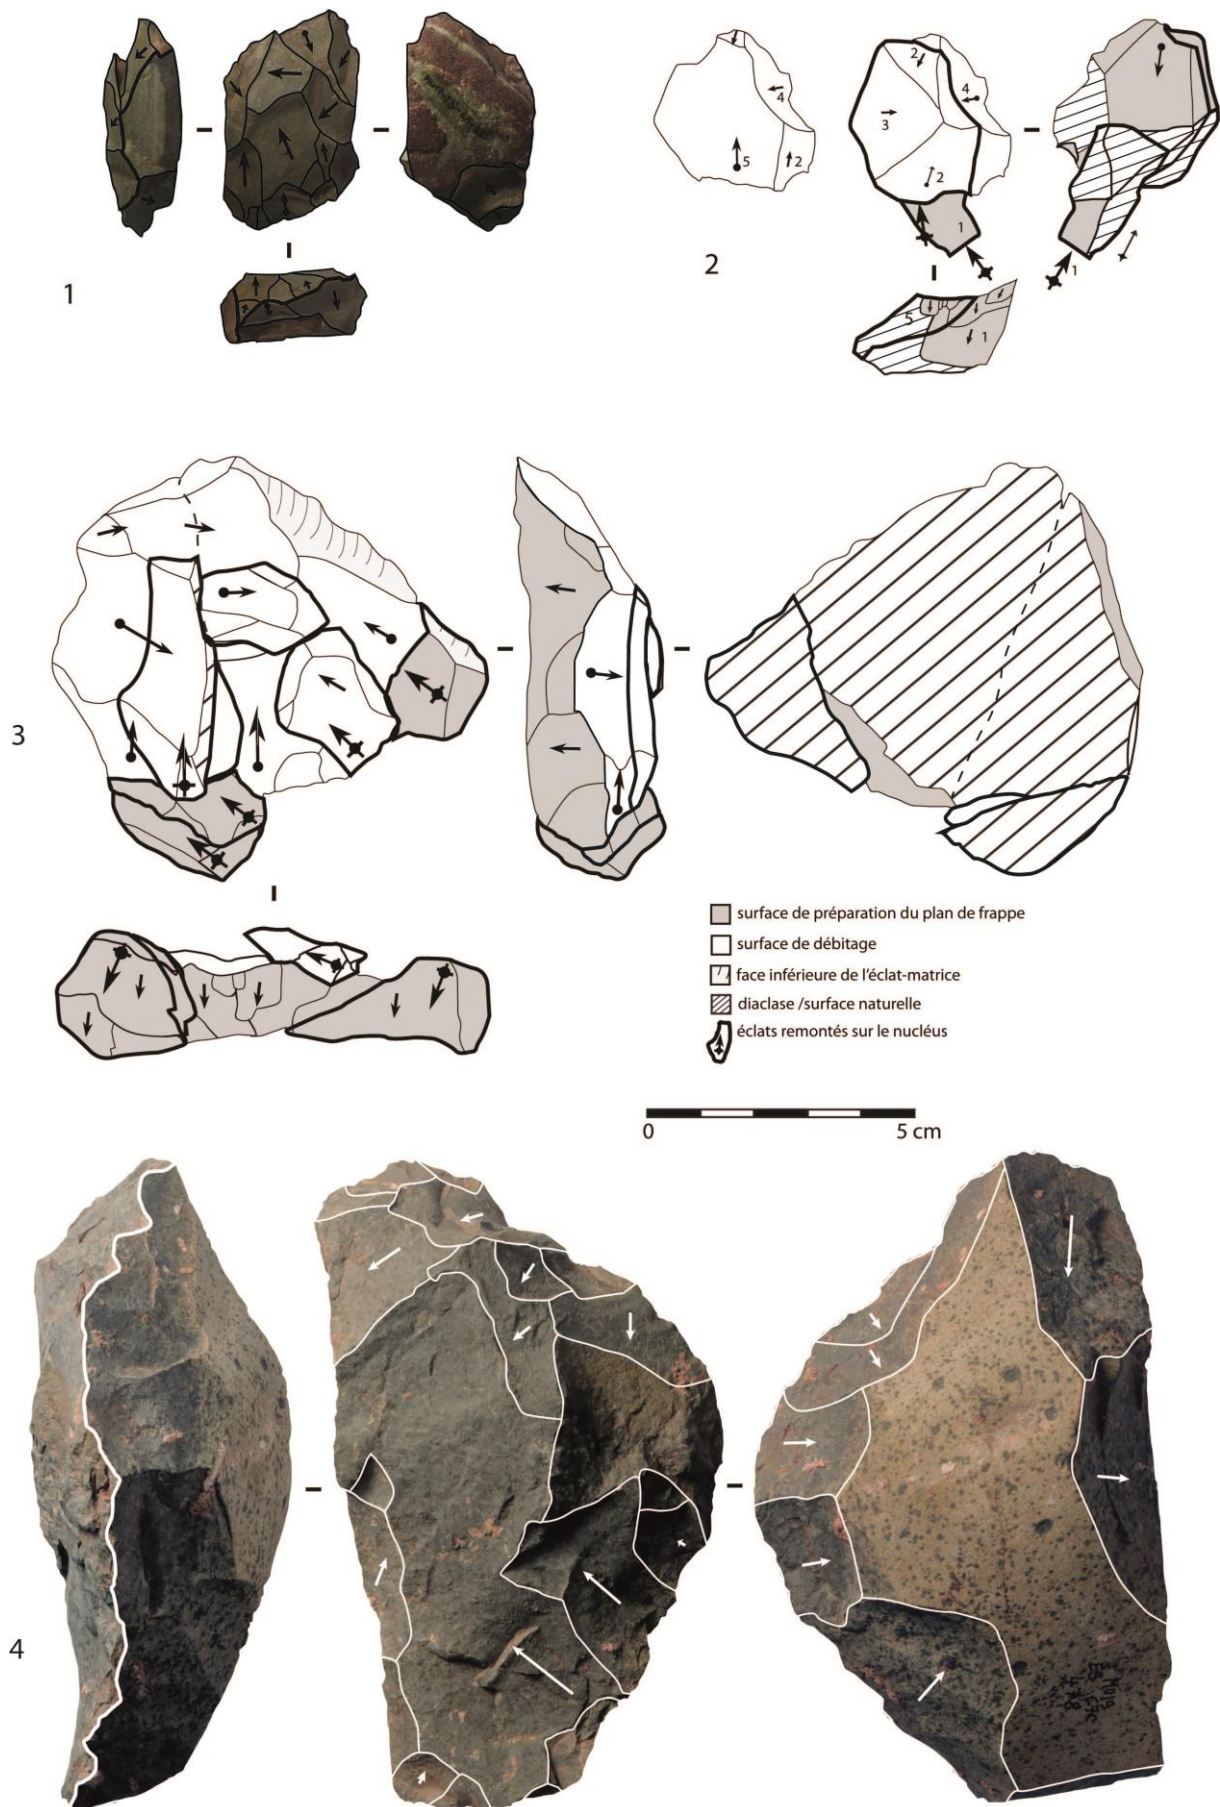 1
2
4
5
2
2
4
3
2
1
1
5
1
3
surface de préparation du plan de frappe
surface de débitage
face inférieure de l'éclat-matrice
diaclase /surface naturelle
éclats remontés sur le nucléus
0 5 cm
4